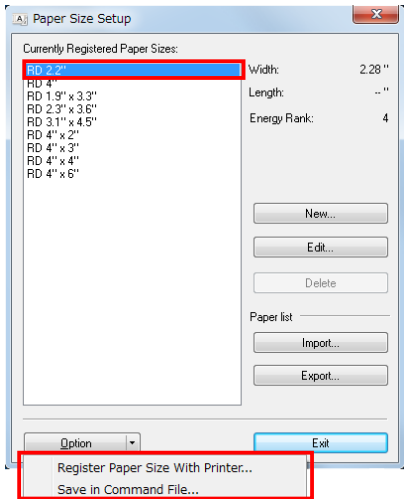 Paper Size Setup
Currently Registered Paper Sizes:
RD 2.2"
RD 4"
RD 1.9" x 3.3"
RD 2.3" x 3.6"
RD 3.1" x 4.5"
RD 4" x 2"
RD 4" x 3"
RD 4" x 4"
RD 4" x 6"
Width: 2.28 "
Length: -- "
Energy Rank: 4
New...
Edit...
Delete
Paper list
Import...
Export...
Option
Exit
Register Paper Size With Printer...
Save in Command File...